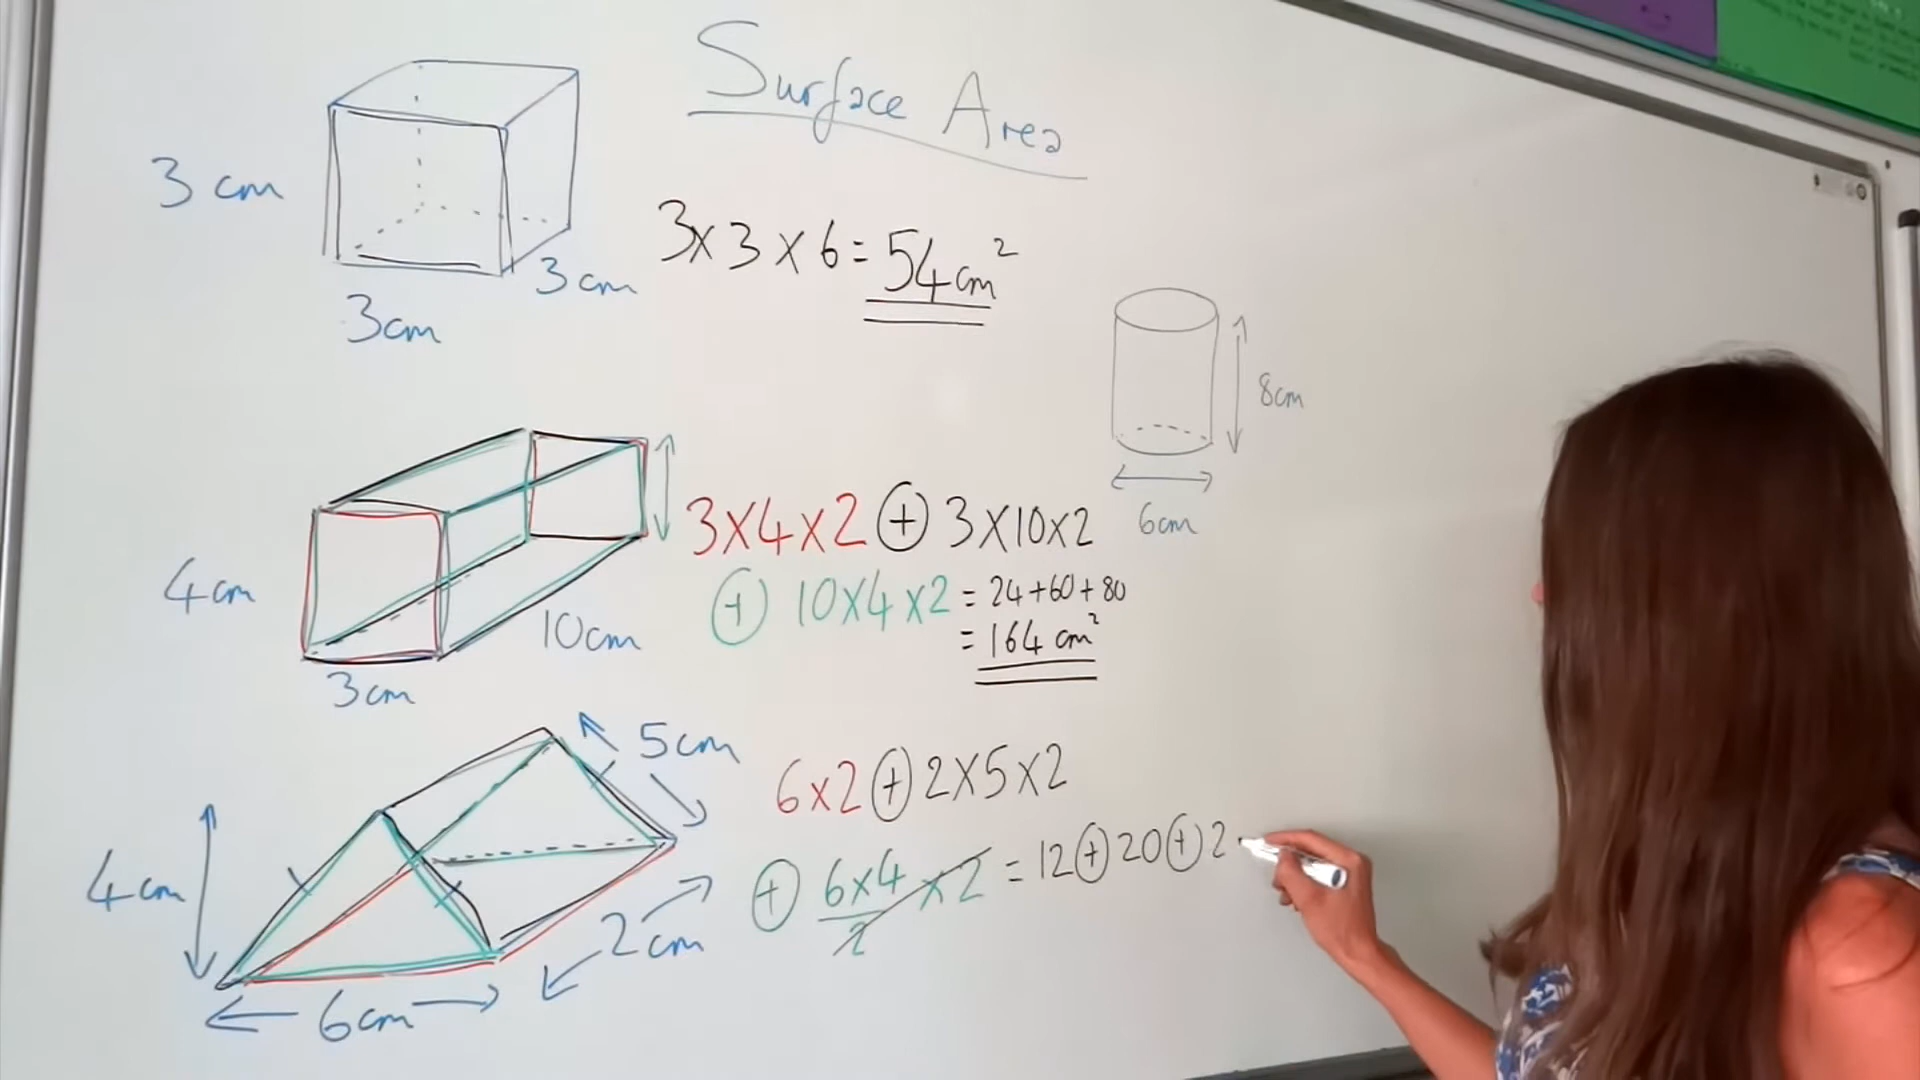 Surface Area
3 cm
3cm
3cm
3x3x6=54cm²
8cm
6cm
4cm
3cm
10cm
3x4x2 + 3x10x2
+ 10x4x2 = 24+60+80
= 164 cm²
5cm
4cm
6cm
2cm
6x2 + 2x5x2
+ 6x4/2 x2 = 12+20+2